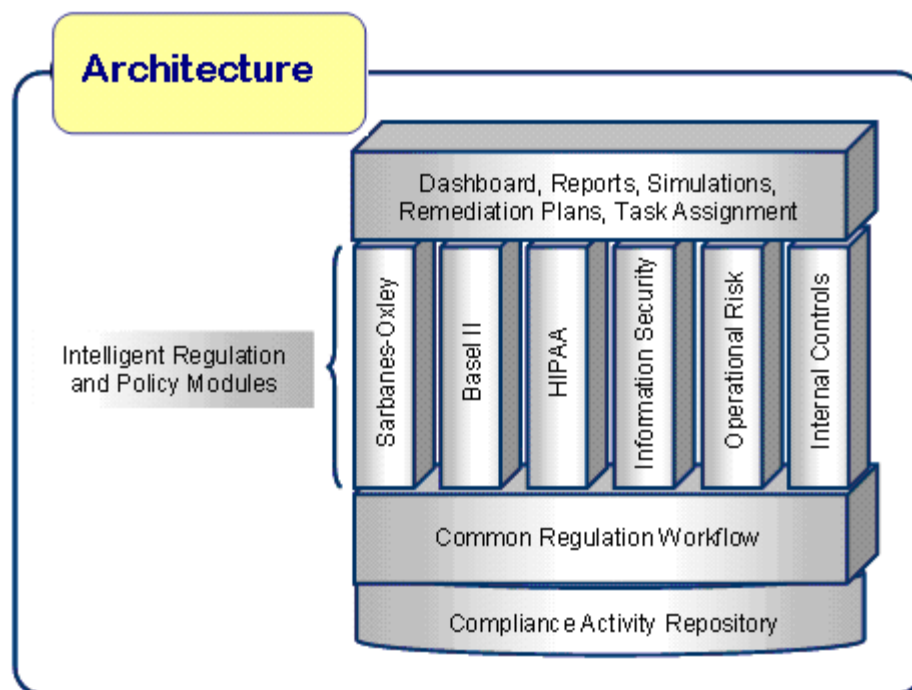 Architecture
Dashboard, Reports, Simulations,
Remediation Plans, Task Assignment
Intelligent Regulation
and Policy Modules
Sarbanes-Oxley
Basel II
HIPAA
Information Security
Operational Risk
Internal Controls
Common Regulation Workflow
Compliance Activity Repository